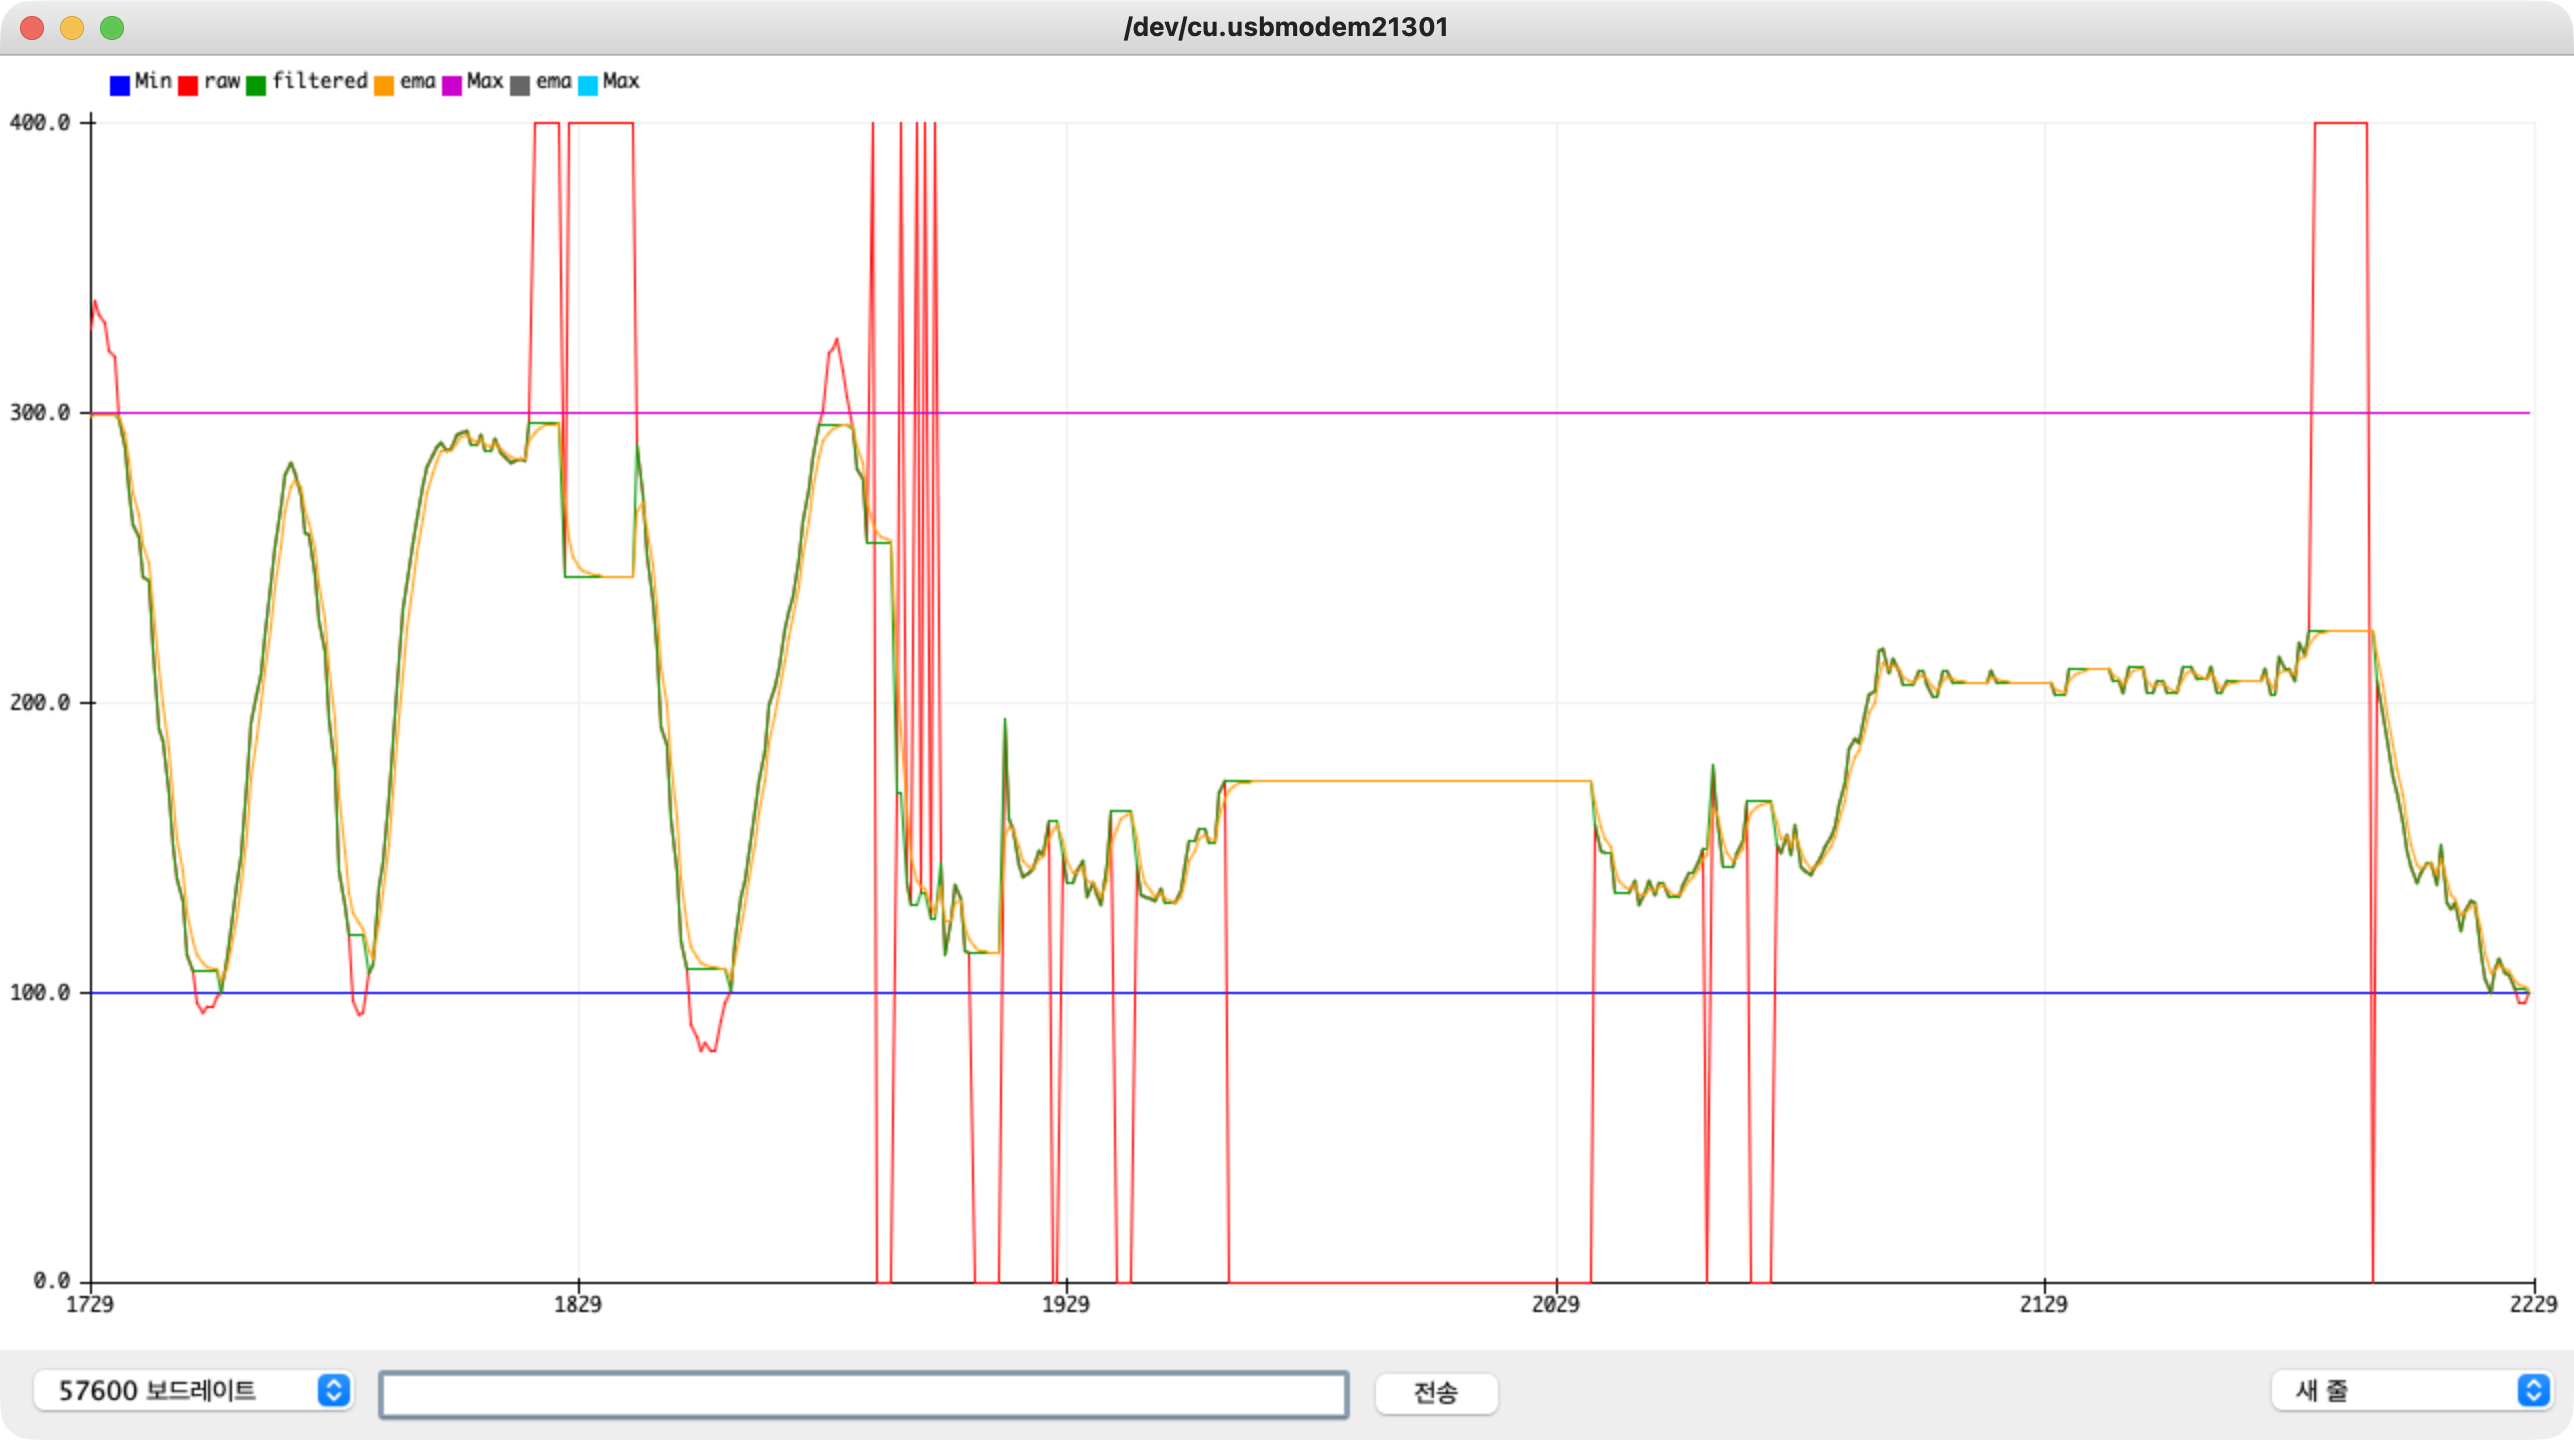 /dev/cu.usbmodem21301
Min raw filtered ema Max ema Max
400.0
300.0
200.0
100.0
0.0
1729 1829 1929 2029 2129 2229
57600 보드레이트 전송 새 줄